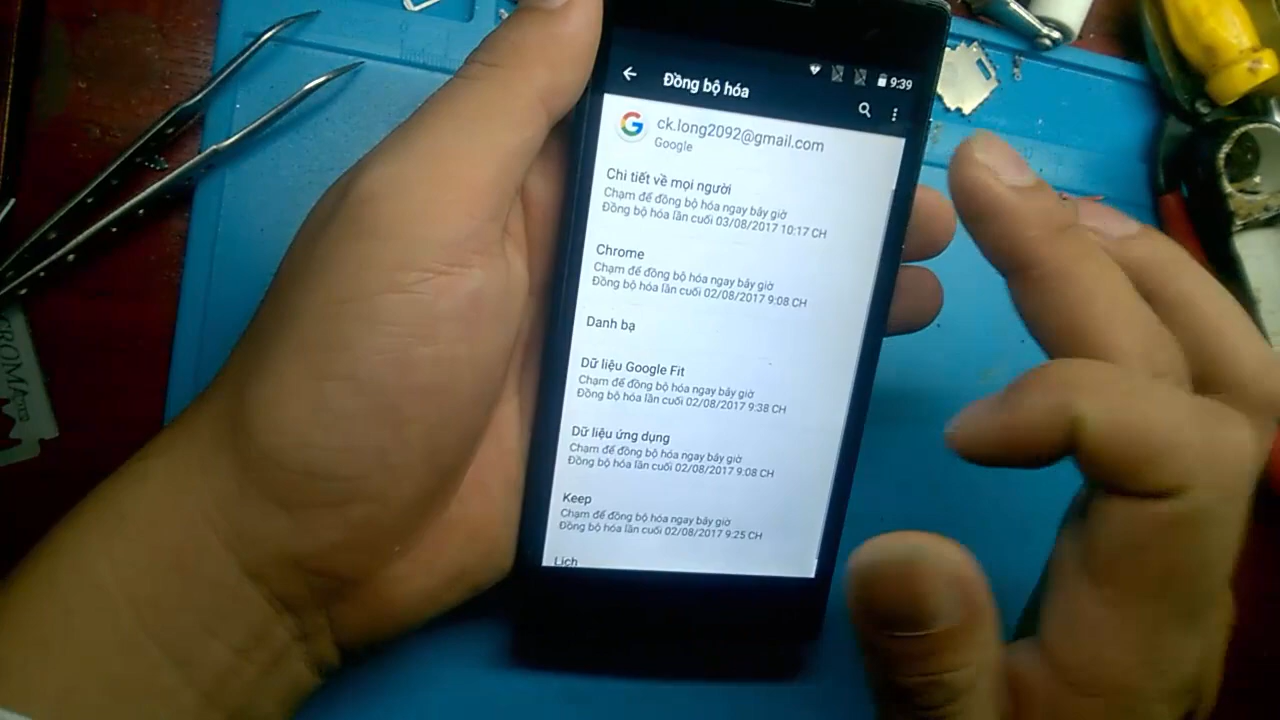 9:39
Đồng bộ hóa
ck.long2092@gmail.com
Google
Chi tiết về mọi người
Chạm để đồng bộ hóa ngay bây giờ
Đồng bộ hóa lần cuối 03/08/2017 10:17 CH
Chrome
Chạm để đồng bộ hóa ngay bây giờ
Đồng bộ hóa lần cuối 02/08/2017 9:08 CH
Danh bạ
Dữ liệu Google Fit
Chạm để đồng bộ hóa ngay bây giờ
Đồng bộ hóa lần cuối 02/08/2017 9:38 CH
Dữ liệu ứng dụng
Chạm để đồng bộ hóa ngay bây giờ
Đồng bộ hóa lần cuối 02/08/2017 9:08 CH
Keep
Chạm để đồng bộ hóa ngay bây giờ
Đồng bộ hóa lần cuối 02/08/2017 9:25 CH
Lịch